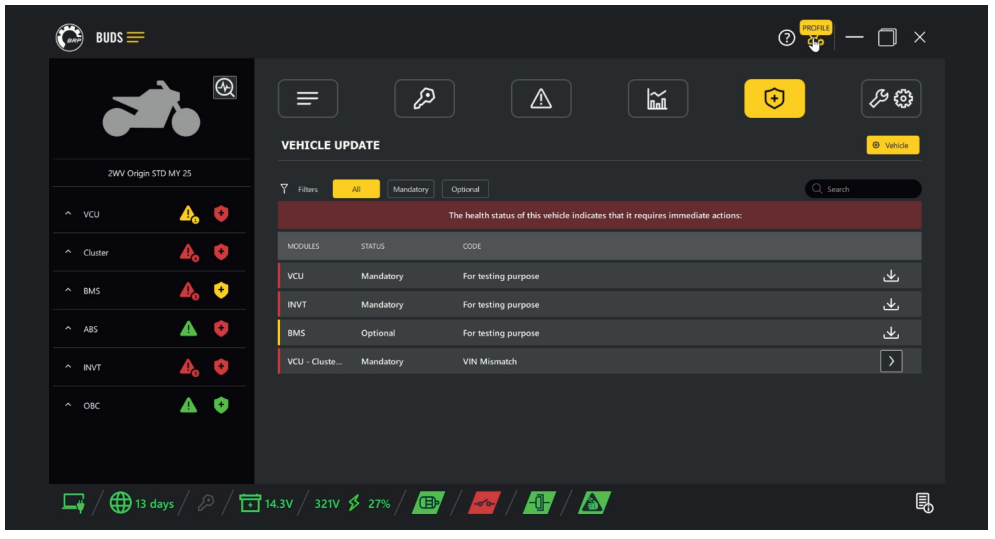 BRP
BUDS
PROFILE
2WV Origin STD MY 25
VCU
Cluster
BMS
ABS
INVT
OBC
VEHICLE UPDATE
Vehicle
Filters All Mandatory Optional Search
The health status of this vehicle indicates that it requires immediate actions:
MODULES STATUS CODE
VCU Mandatory For testing purpose
INVT Mandatory For testing purpose
BMS Optional For testing purpose
VCU - Cluste... Mandatory VIN Mismatch
13 days 14.3V 321V 27%